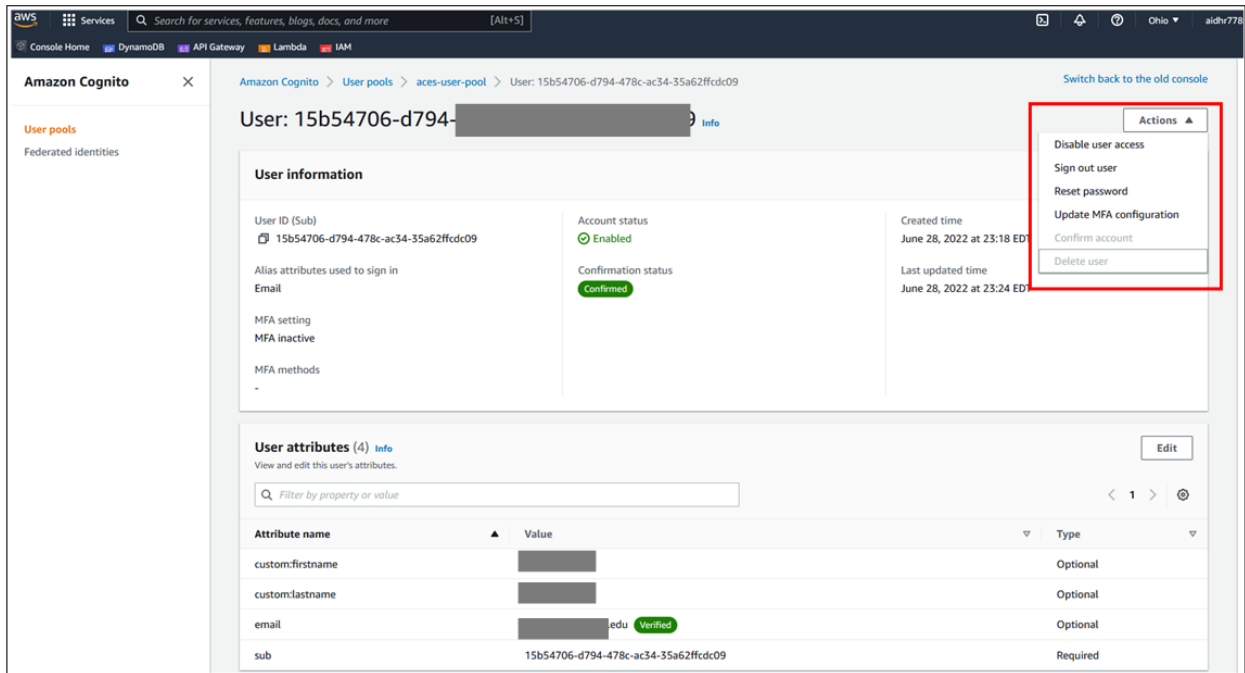 aws Services Search for services, features, blogs, docs, and more [Alt+S] Ohio ▼ aidhr778
Console Home DynamoDB API Gateway Lambda IAM
Amazon Cognito
User pools
Federated identities
Amazon Cognito > User pools > aces-user-pool > User: 15b54706-d794-478c-ac34-35a62ffcdc09
Switch back to the old console
User: 15b54706-d794- 9 Info
Actions ▲
Disable user access
Sign out user
Reset password
Update MFA configuration
Confirm account
Delete user
User information
User ID (Sub)
15b54706-d794-478c-ac34-35a62ffcdc09
Alias attributes used to sign in
Email
MFA setting
MFA inactive
MFA methods
-
Account status
Enabled
Confirmation status
Confirmed
Created time
June 28, 2022 at 23:18 EDT
Last updated time
June 28, 2022 at 23:24 EDT
User attributes (4) Info
Edit
View and edit this user's attributes.
Filter by property or value
< 1 >
Attribute name ▲ Value Type
custom:firstname Optional
custom:lastname Optional
email .edu Verified Optional
sub 15b54706-d794-478c-ac34-35a62ffcdc09 Required